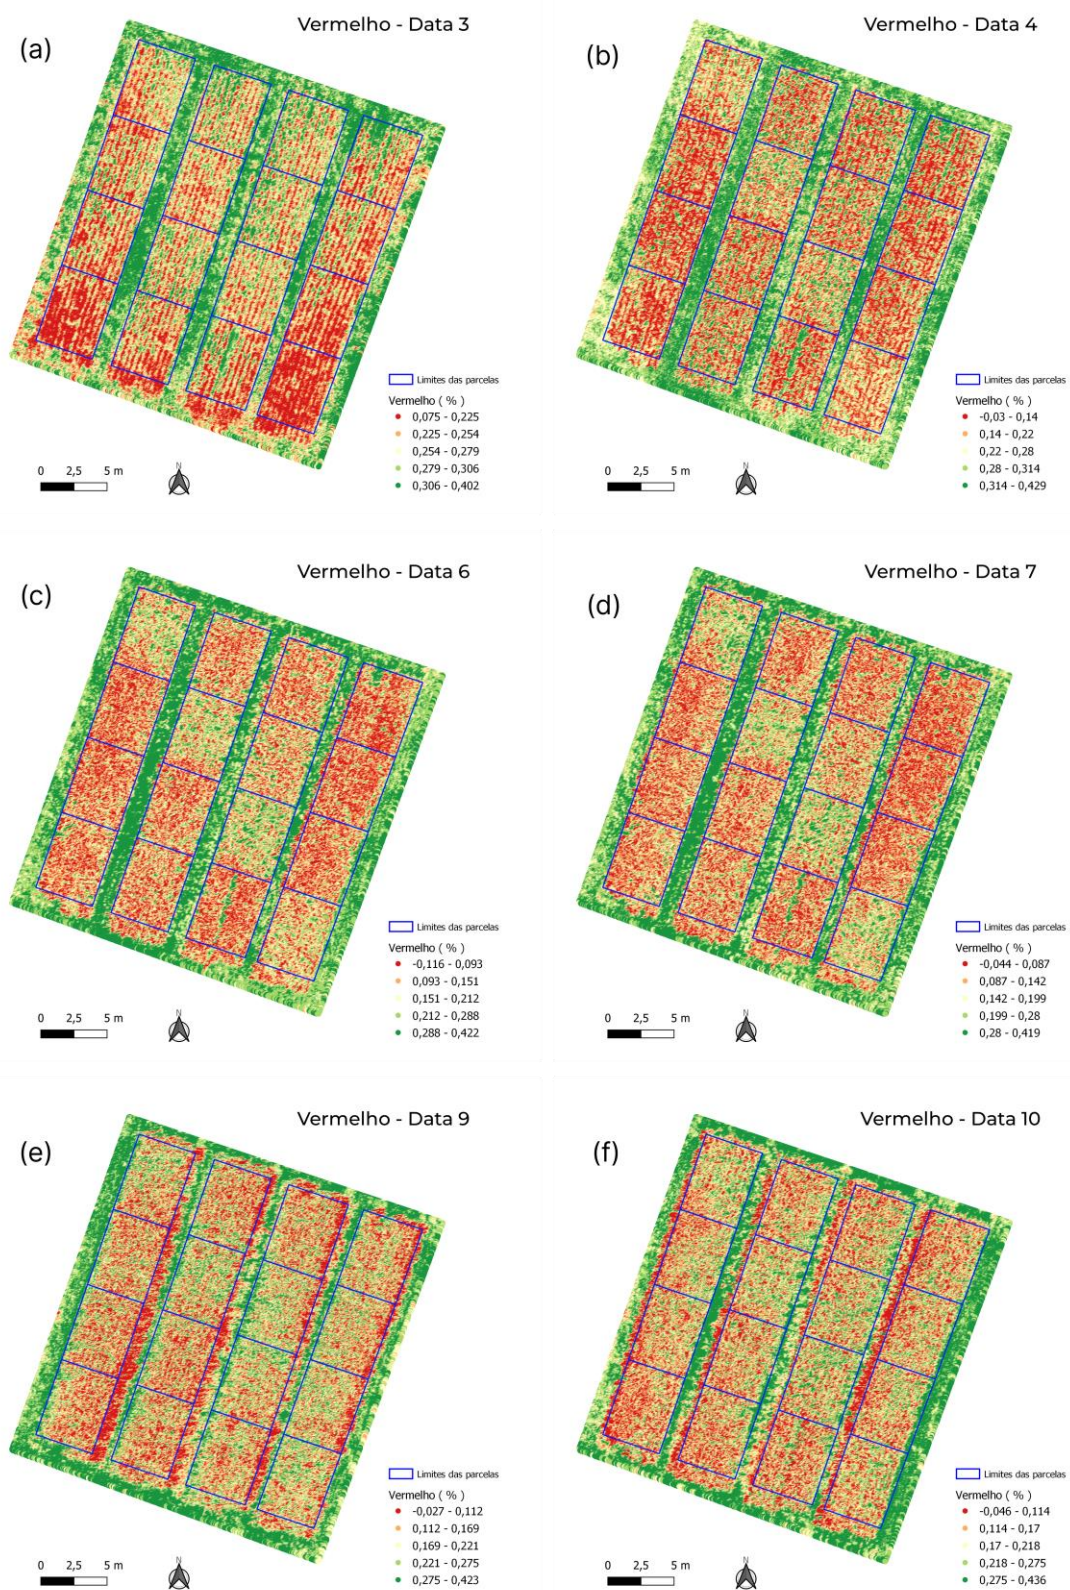 Vermelho - Data 3
(a)
Limites das parcelas
Vermelho ( % )
0,075 - 0,225
0,225 - 0,254
0,254 - 0,279
0,279 - 0,306
0,306 - 0,402
0 2,5 5 m
N
Vermelho - Data 4
(b)
Limites das parcelas
Vermelho ( % )
-0,03 - 0,14
0,14 - 0,22
0,22 - 0,28
0,28 - 0,314
0,314 - 0,429
0 2,5 5 m
N
Vermelho - Data 6
(c)
Limites das parcelas
Vermelho ( % )
-0,116 - 0,093
0,093 - 0,151
0,151 - 0,212
0,212 - 0,288
0,288 - 0,422
0 2,5 5 m
N
Vermelho - Data 7
(d)
Limites das parcelas
Vermelho ( % )
-0,044 - 0,087
0,087 - 0,142
0,142 - 0,199
0,199 - 0,28
0,28 - 0,419
0 2,5 5 m
N
Vermelho - Data 9
(e)
Limites das parcelas
Vermelho ( % )
-0,027 - 0,112
0,112 - 0,169
0,169 - 0,221
0,221 - 0,275
0,275 - 0,423
0 2,5 5 m
N
Vermelho - Data 10
(f)
Limites das parcelas
Vermelho ( % )
-0,046 - 0,114
0,114 - 0,17
0,17 - 0,218
0,218 - 0,275
0,275 - 0,436
0 2,5 5 m
N